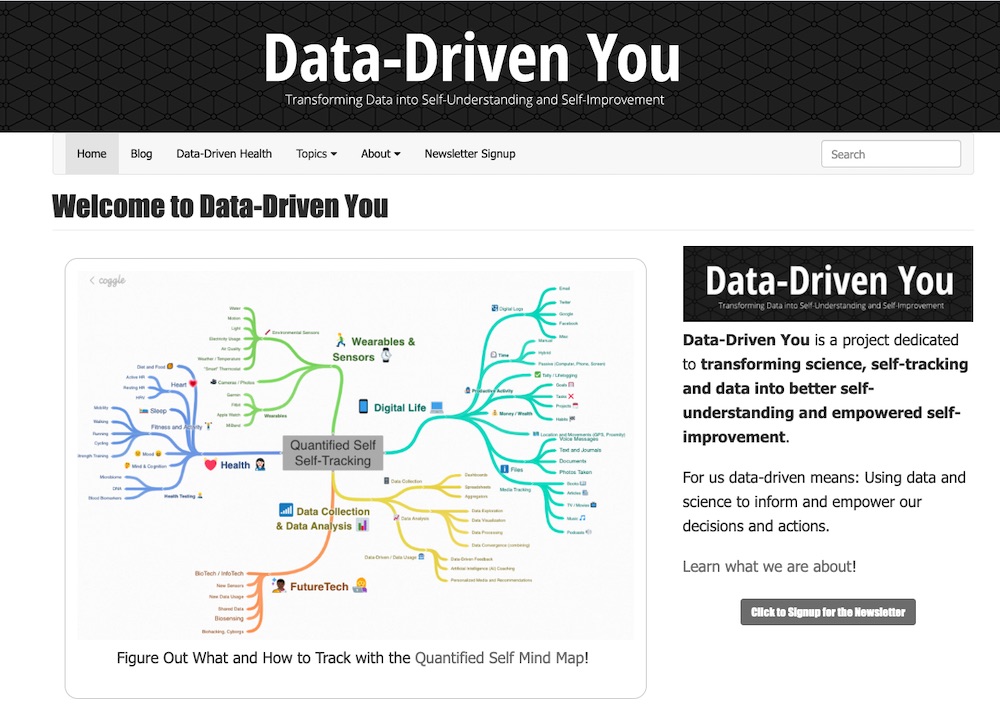 Data-Driven You
Transforming Data into Self-Understanding and Self-Improvement
Home
Blog
Data-Driven Health
Topics
About
Newsletter Signup
Search
Welcome to Data-Driven You
coggle
Water
Motion
Light
Electricity Usage
Air Quality
Weather / Temperature
"Smart" Thermostat
Environmental Sensors
Cameras / Photos
Garmin
Fitbit
Apple Watch
Wearables
Wearables &
Sensors
Diet and Food
Active HR
Resting HR
HRV
Heart
Sleep
Mobility
Walking
Running
Cycling
Strength Training
Fitness and Activity
Mood
Mind & Cognition
Microbiome
DNA
Blood Biomarkers
Health Testing
Health
Quantified Self
Self-Tracking
Digital Life
Digital Logs
Email
Twitter
Google
Facebook
Misc
Time
Manual
Hybrid
Passive (Computer, Phone, Screen)
Productive Activity
Tally / Lifelogging
Goals
Tasks
Projects
Habits
Money / Wealth
Location and Movements (GPS, Proximity)
Files
Voice Messages
Text and Journals
Documents
Photos Taken
Media Tracking
Books
Articles
TV / Movies
Music
Podcasts
Data Collection
& Data Analysis
Data Collection
Dashboards
Spreadsheets
Aggregators
Data Analysis
Data Exploration
Data Visualization
Data Processing
Data Convergence (combining)
Data-Driven / Data Usage
Data-Driven Feedback
Artificial Intelligence (AI) Coaching
Personalized Media and Recommendations
FutureTech
BioTech / InfoTech
New Sensors
New Data Usage
Shared Data
Biosensing
Biohacking, Cyborgs
Figure Out What and How to Track with the Quantified Self Mind Map!
Data-Driven You
Transforming Data into Self-Understanding and Self-Improvement
Data-Driven You is a project dedicated
to transforming science, self-tracking
and data into better self-
understanding and empowered self-
improvement.
For us data-driven means: Using data and
science to inform and empower our
decisions and actions.
Learn what we are about!
Click to Signup for the Newsletter